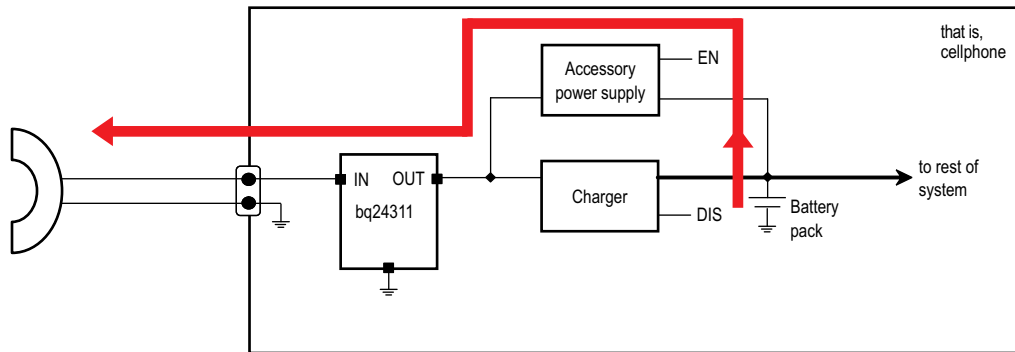 that is,
cellphone
EN
Accessory
power supply
IN
OUT
bq24311
Charger
DIS
to rest of
system
Battery
pack